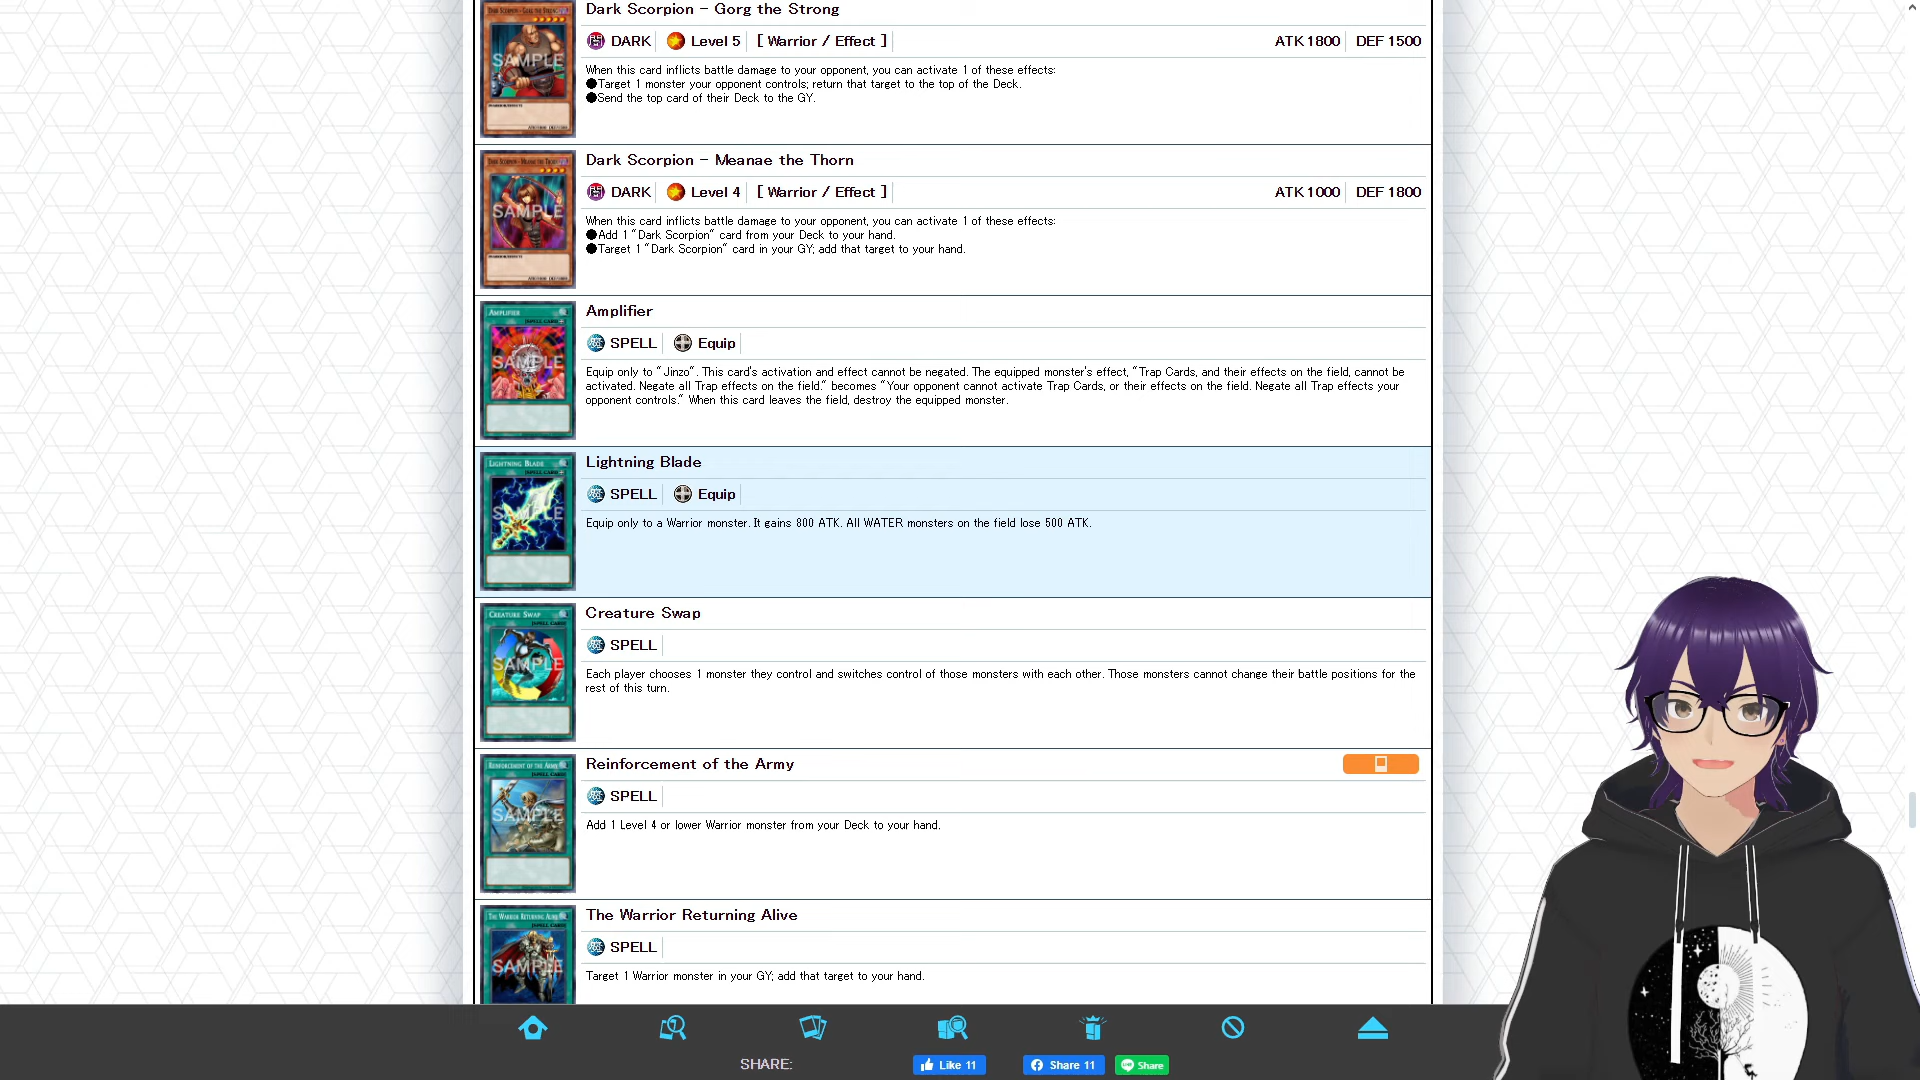 Dark Scorpion - Gorg the Strong
DARK Level 5 [ Warrior / Effect ] ATK 1800 DEF 1500
When this card inflicts battle damage to your opponent, you can activate 1 of these effects:
●Target 1 monster your opponent controls; return that target to the top of the Deck.
●Send the top card of their Deck to the GY.
SAMPLE
Dark Scorpion - Meanae the Thorn
DARK Level 4 [ Warrior / Effect ] ATK 1000 DEF 1800
When this card inflicts battle damage to your opponent, you can activate 1 of these effects:
●Add 1 "Dark Scorpion" card from your Deck to your hand.
●Target 1 "Dark Scorpion" card in your GY; add that target to your hand.
SAMPLE
Amplifier
SPELL Equip
Equip only to "Jinzo". This card's activation and effect cannot be negated. The equipped monster's effect, "Trap Cards, and their effects on the field, cannot be
activated. Negate all Trap effects on the field." becomes "Your opponent cannot activate Trap Cards, or their effects on the field. Negate all Trap effects your
opponent controls." When this card leaves the field, destroy the equipped monster.
AMPLIFIER
SAMPLE
Lightning Blade
SPELL Equip
Equip only to a Warrior monster. It gains 800 ATK. All WATER monsters on the field lose 500 ATK.
LIGHTNING BLADE
SAMPLE
Creature Swap
SPELL
Each player chooses 1 monster they control and switches control of those monsters with each other. Those monsters cannot change their battle positions for the
rest of this turn.
CREATURE SWAP
SAMPLE
Reinforcement of the Army
SPELL
Add 1 Level 4 or lower Warrior monster from your Deck to your hand.
REINFORCEMENT OF THE ARMY
SAMPLE
The Warrior Returning Alive
SPELL
Target 1 Warrior monster in your GY; add that target to your hand.
THE WARRIOR RETURNING ALIVE
SAMPLE
SHARE: Like 11 Share 11 Share